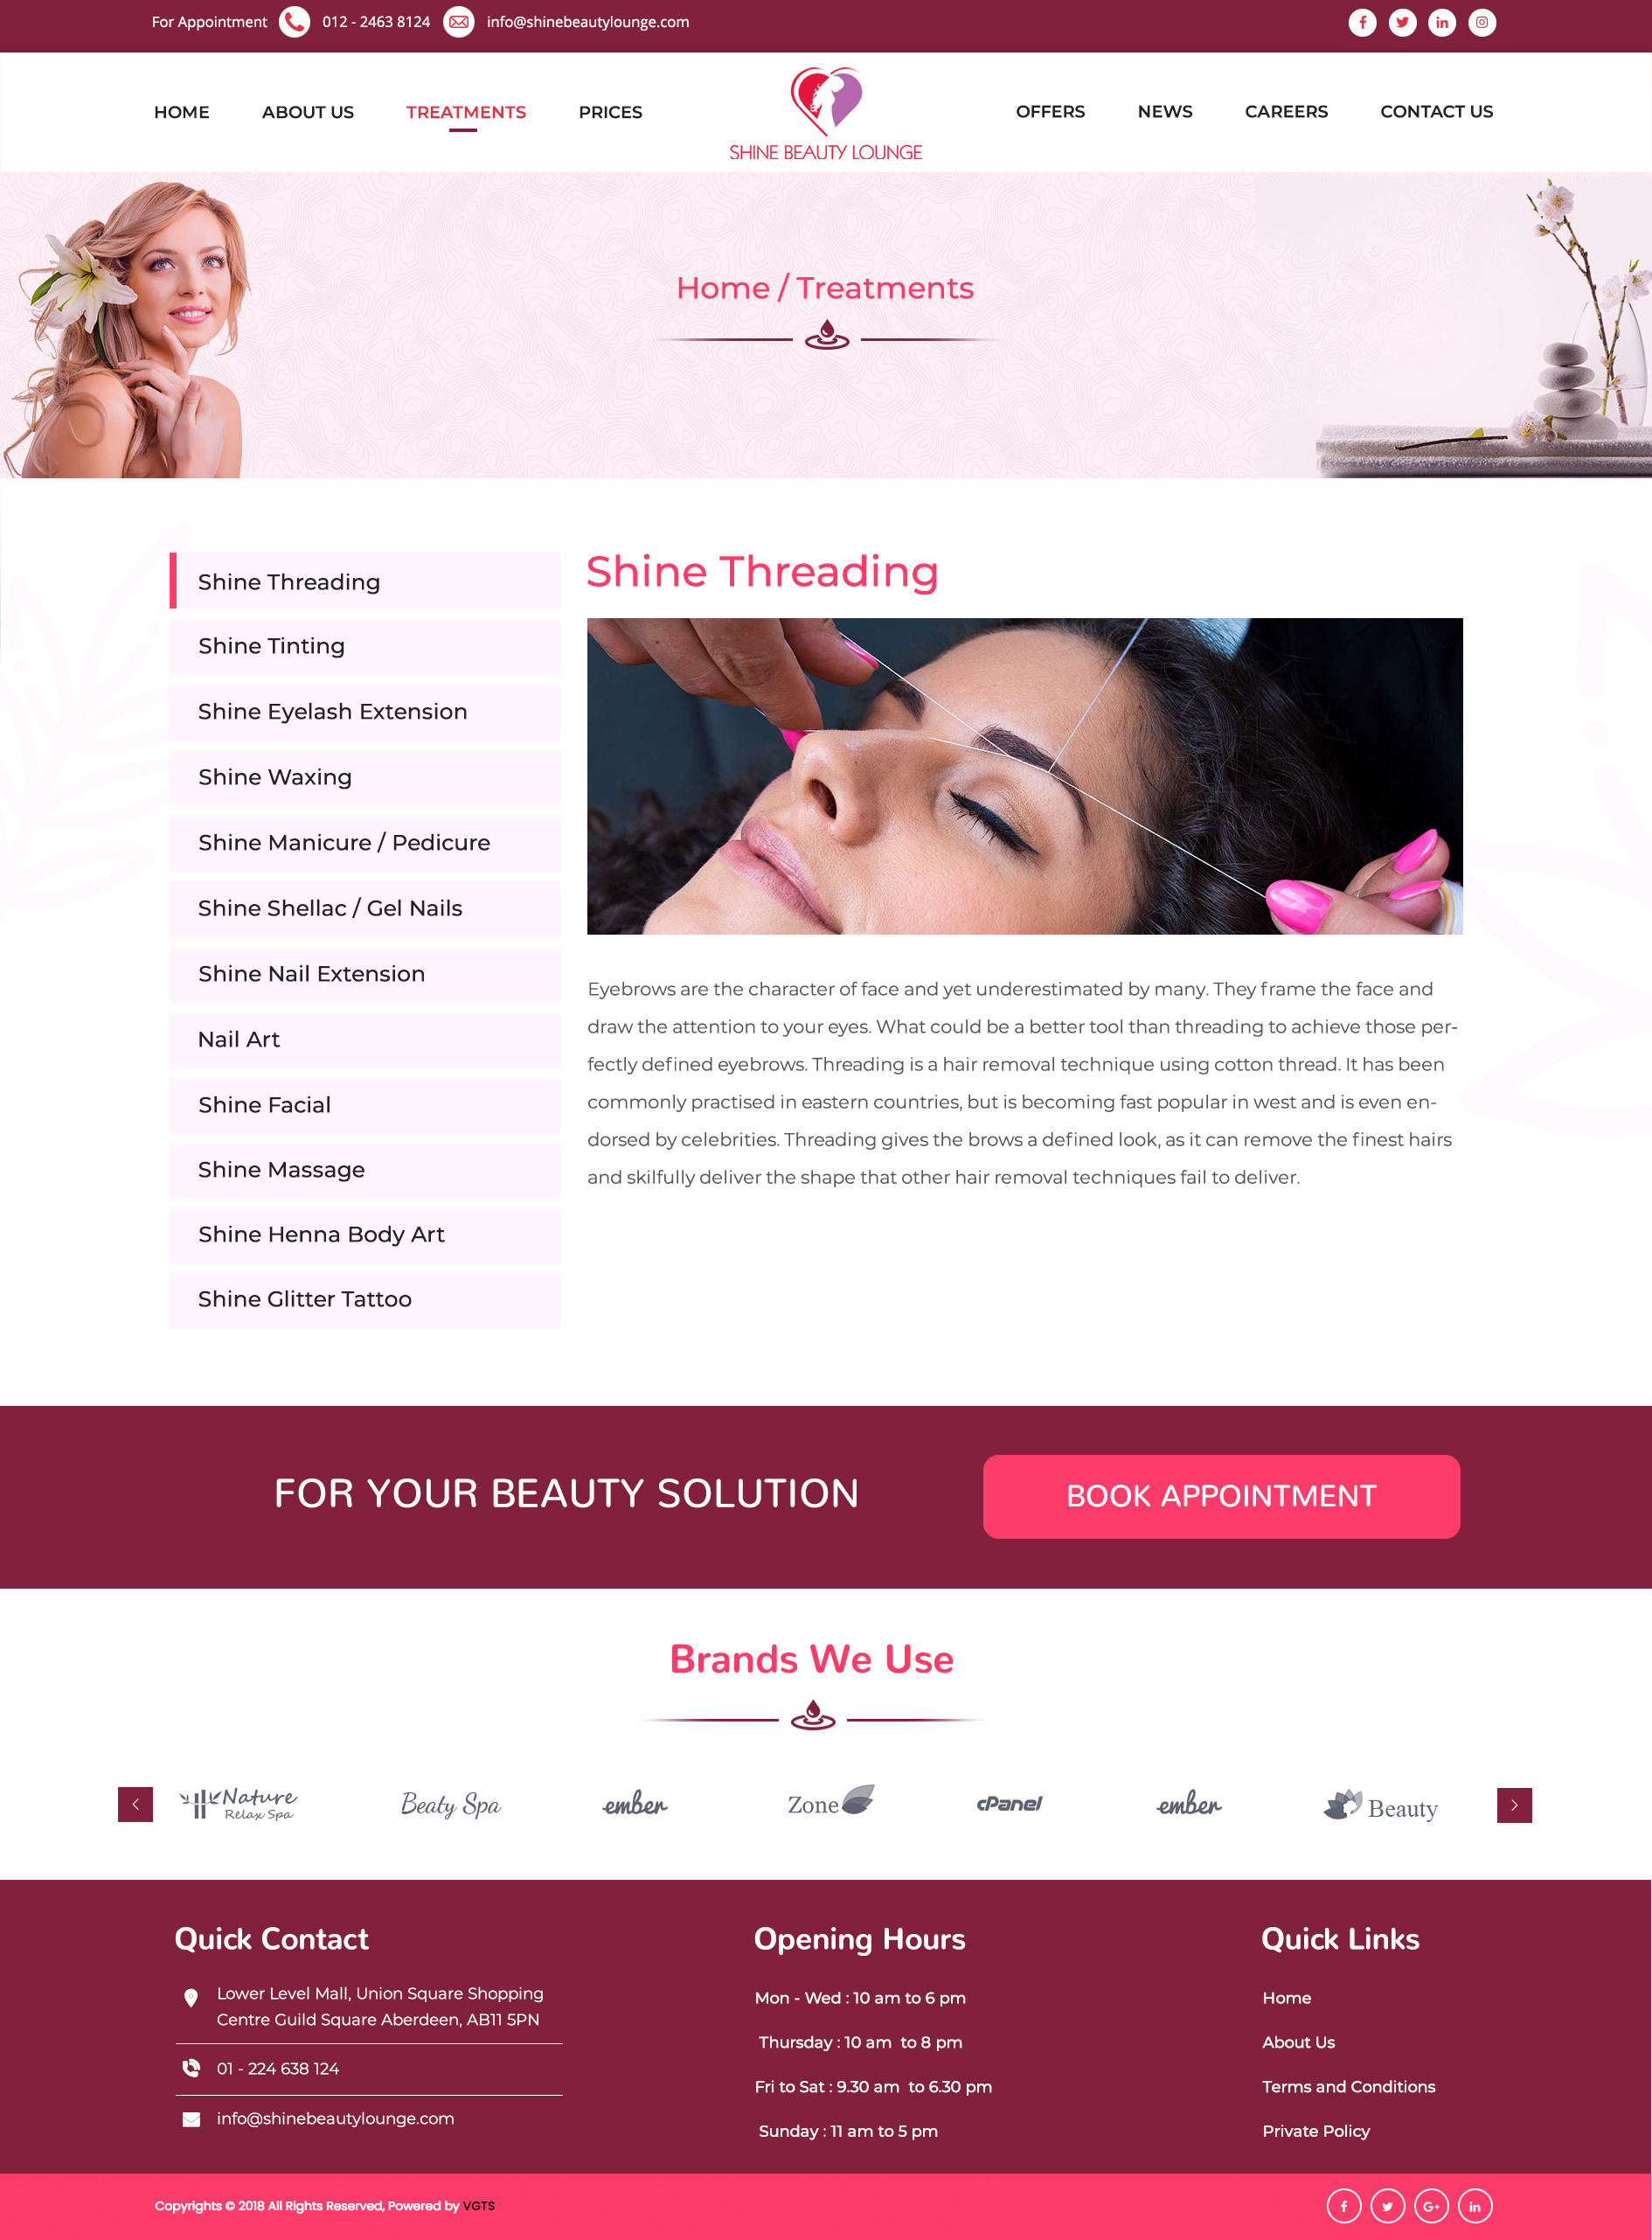 For Appointment 012 - 2463 8124 info@shinebeautylounge.com
HOME ABOUT US TREATMENTS PRICES OFFERS NEWS CAREERS CONTACT US
SHINE BEAUTY LOUNGE
Home / Treatments
Shine Threading
Shine Tinting
Shine Eyelash Extension
Shine Waxing
Shine Manicure / Pedicure
Shine Shellac / Gel Nails
Shine Nail Extension
Nail Art
Shine Facial
Shine Massage
Shine Henna Body Art
Shine Glitter Tattoo
Shine Threading
Eyebrows are the character of face and yet underestimated by many. They frame the face and
draw the attention to your eyes. What could be a better tool than threading to achieve those per-
fectly defined eyebrows. Threading is a hair removal technique using cotton thread. It has been
commonly practised in eastern countries, but is becoming fast popular in west and is even en-
dorsed by celebrities. Threading gives the brows a defined look, as it can remove the finest hairs
and skilfully deliver the shape that other hair removal techniques fail to deliver.
FOR YOUR BEAUTY SOLUTION
BOOK APPOINTMENT
Brands We Use
Nature
Relax Spa
Beaty Spa
ember
Zone
cPanel
ember
Beauty
Quick Contact
Lower Level Mall, Union Square Shopping
Centre Guild Square Aberdeen, AB11 5PN
01 - 224 638 124
info@shinebeautylounge.com
Opening Hours
Mon - Wed : 10 am to 6 pm
Thursday : 10 am to 8 pm
Fri to Sat : 9.30 am to 6.30 pm
Sunday : 11 am to 5 pm
Quick Links
Home
About Us
Terms and Conditions
Private Policy
Copyrights © 2018 All Rights Reserved, Powered by VGTS